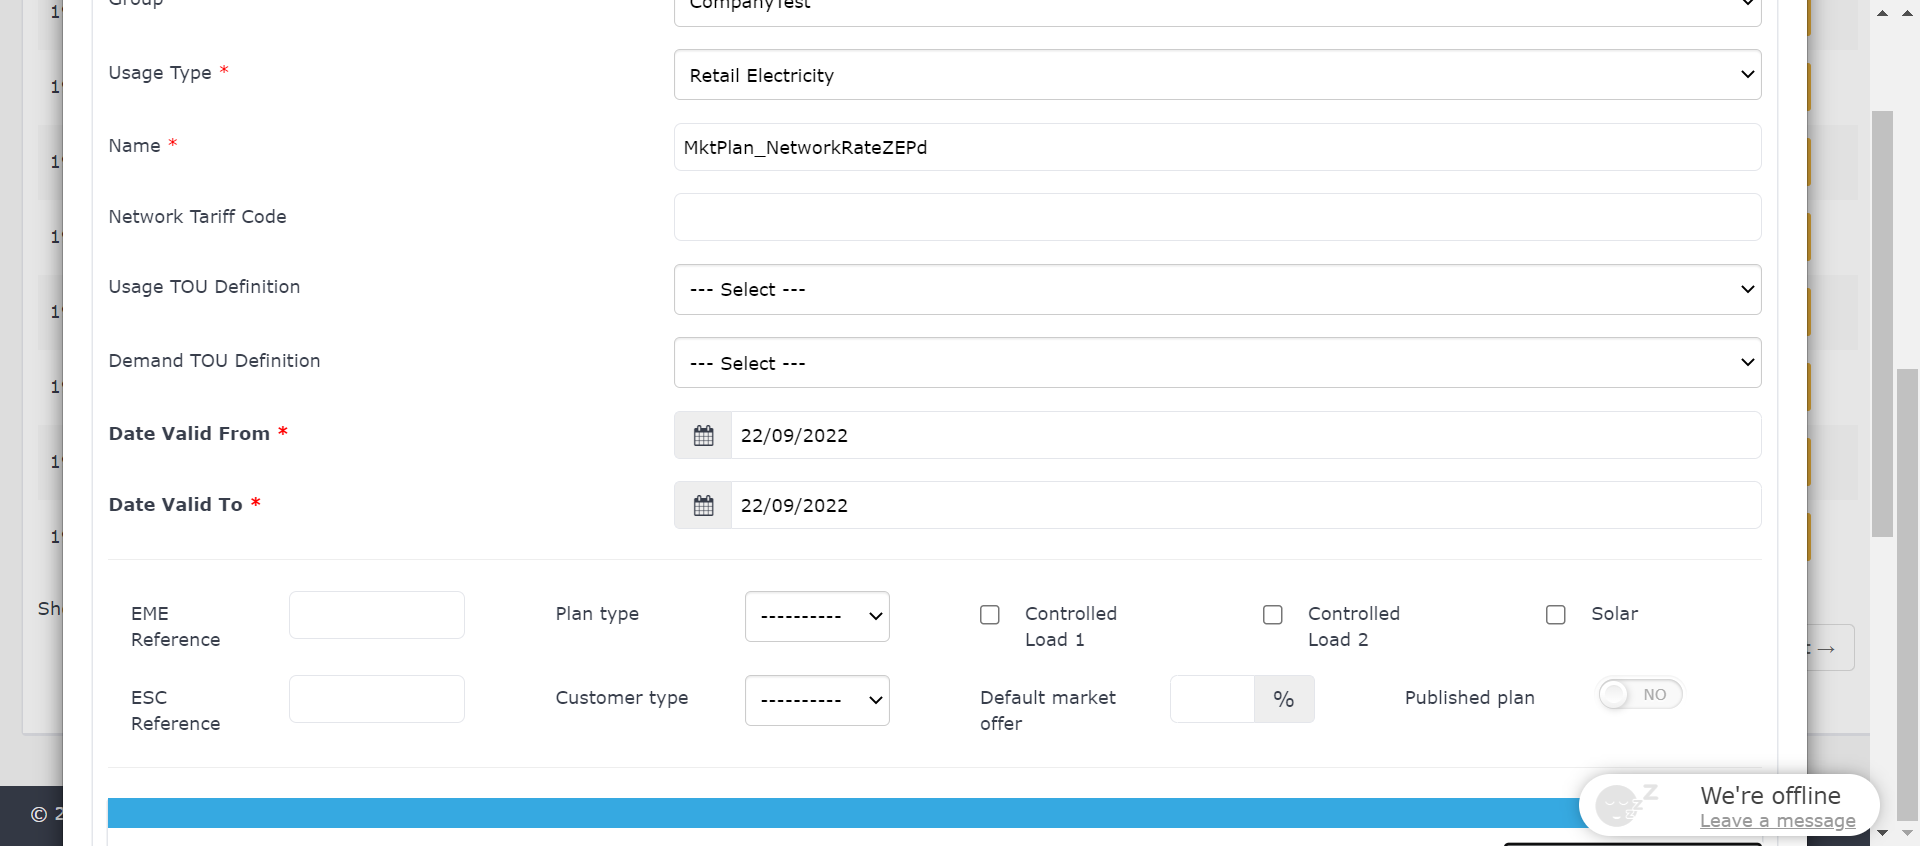 Group
CompanyTest
Usage Type *
Retail Electricity
Name *
MktPlan_NetworkRateZEPd
Network Tariff Code
Usage TOU Definition
--- Select ---
Demand TOU Definition
--- Select ---
Date Valid From *
22/09/2022
Date Valid To *
22/09/2022
EME
Reference
Plan type
----------
Controlled
Load 1
Controlled
Load 2
Solar
ESC
Reference
Customer type
----------
Default market
offer
%
Published plan
NO
We're offline
Leave a message
©